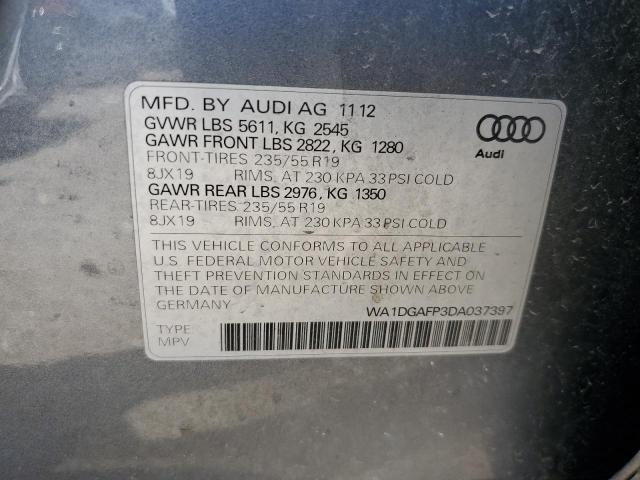 MFD. BY AUDI AG 11 12
GVWR LBS 5611, KG 2545
GAWR FRONT LBS 2822, KG 1280
FRONT-TIRES 235/55 R19
8JX19 RIMS, AT 230 KPA 33 PSI COLD
GAWR REAR LBS 2976, KG 1350
REAR-TIRES 235/55 R19
8JX19 RIMS, AT 230 KPA 33 PSI COLD
Audi
THIS VEHICLE CONFORMS TO ALL APPLICABLE
U.S. FEDERAL MOTOR VEHICLE SAFETY AND
THEFT PREVENTION STANDARDS IN EFFECT ON
THE DATE OF MANUFACTURE SHOWN ABOVE
GERMANY
WA1DGAFP3DA037397
TYPE
MPV